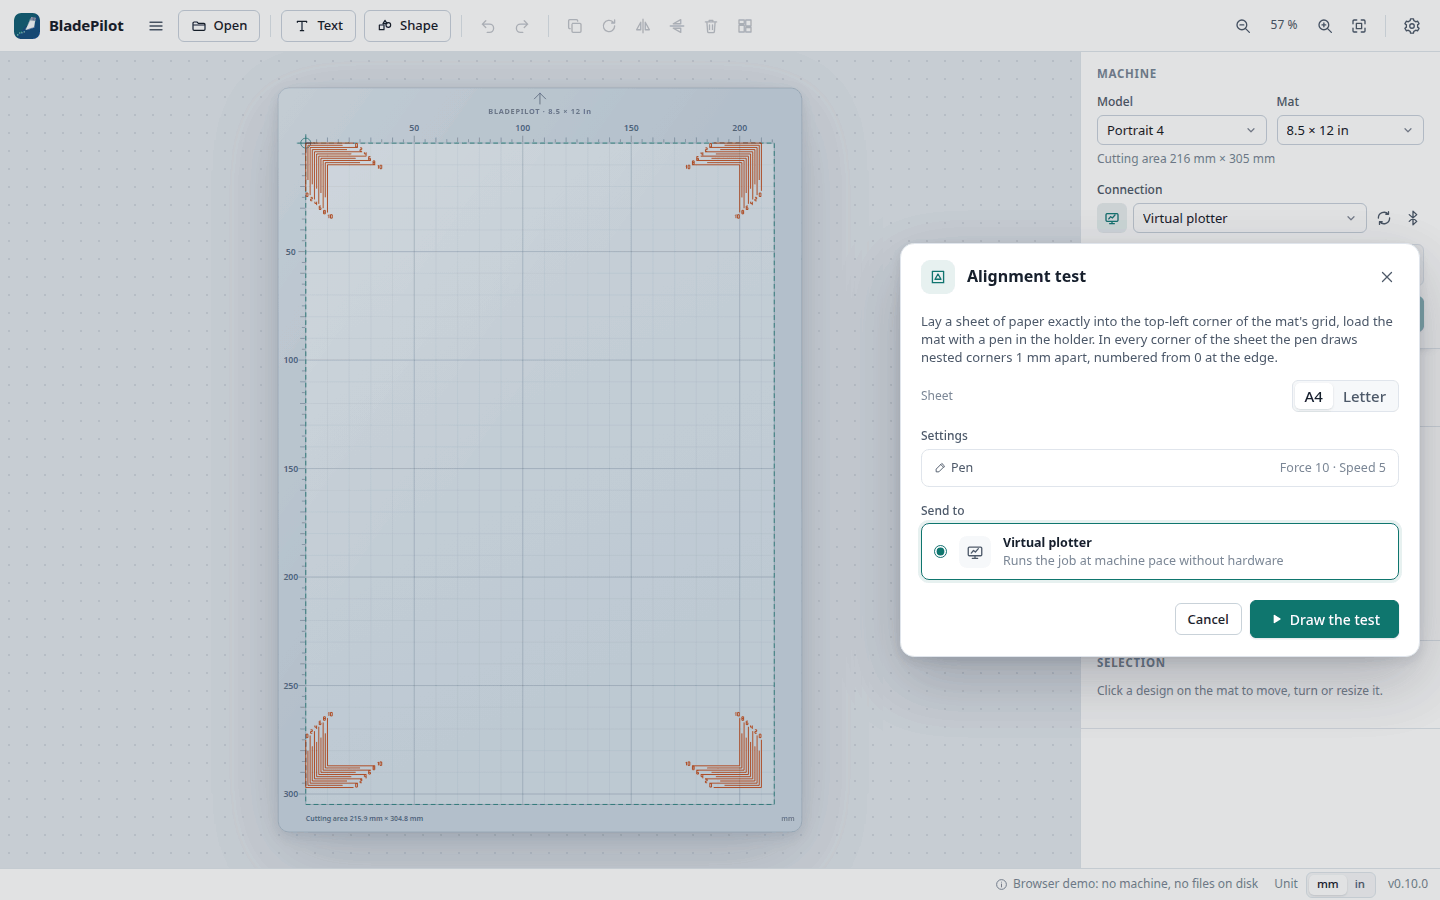 BladePilot
Open
Text
Shape
57 %
BLADEPILOT · 8.5 × 12 in
50
100
150
200
50
100
150
200
250
300
Cutting area 215.9 mm × 304.8 mm
mm
MACHINE
Model
Mat
Portrait 4
8.5 × 12 in
Cutting area 216 mm × 305 mm
Connection
Virtual plotter
Alignment test
Lay a sheet of paper exactly into the top-left corner of the mat's grid, load the
mat with a pen in the holder. In every corner of the sheet the pen draws
nested corners 1 mm apart, numbered from 0 at the edge.
Sheet
A4
Letter
Settings
Pen
Force 10 · Speed 5
Send to
Virtual plotter
Runs the job at machine pace without hardware
Cancel
Draw the test
SELECTION
Click a design on the mat to move, turn or resize it.
Browser demo: no machine, no files on disk
Unit
mm
in
v0.10.0